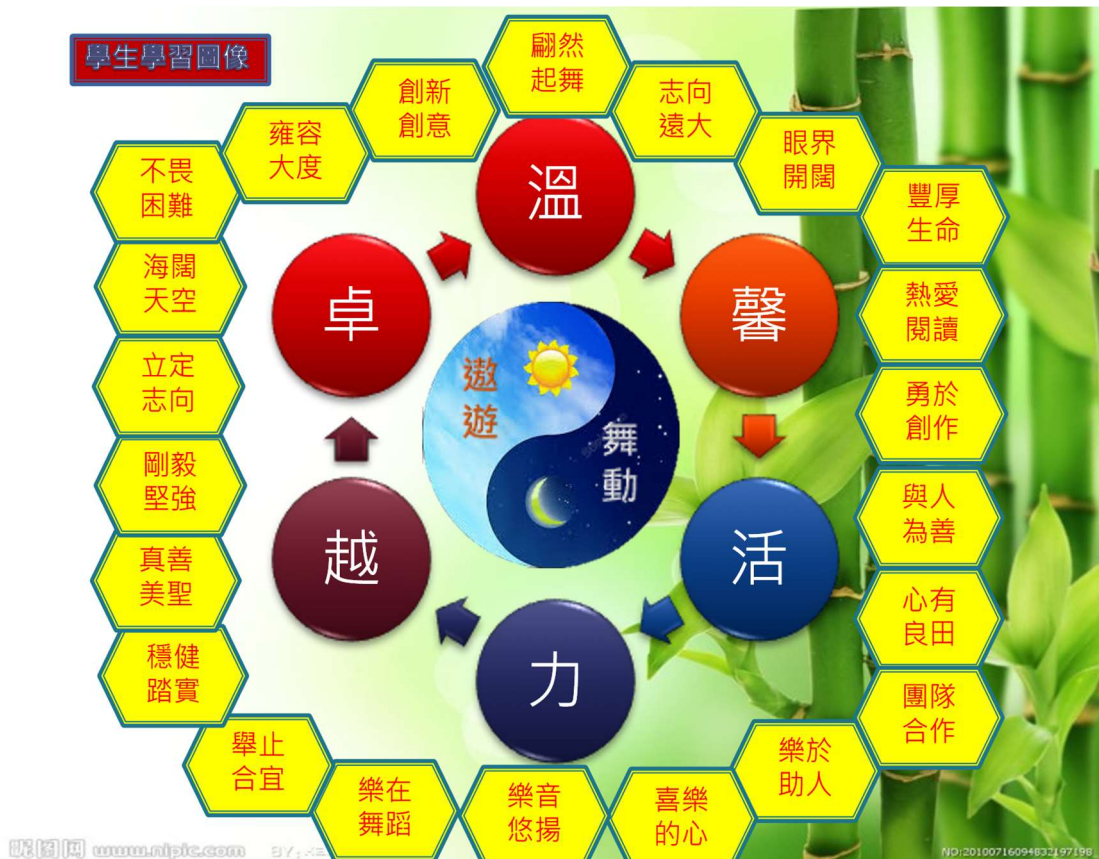 學生學習圖像
翩然
起舞
志向
遠大
眼界
開闊
豐厚
生命
熱愛
閱讀
勇於
創作
與人
為善
心有
良田
團隊
合作
樂於
助人
喜樂
的心
樂音
悠揚
樂在
舞蹈
舉止
合宜
穩健
踏實
真善
美聖
剛毅
堅強
立定
志向
海闊
天空
不畏
困難
雍容
大度
創新
創意
溫
馨
活
力
越
卓
遨
遊
舞
動
昵图网 www.nipic.com
NO:20100716094832197198